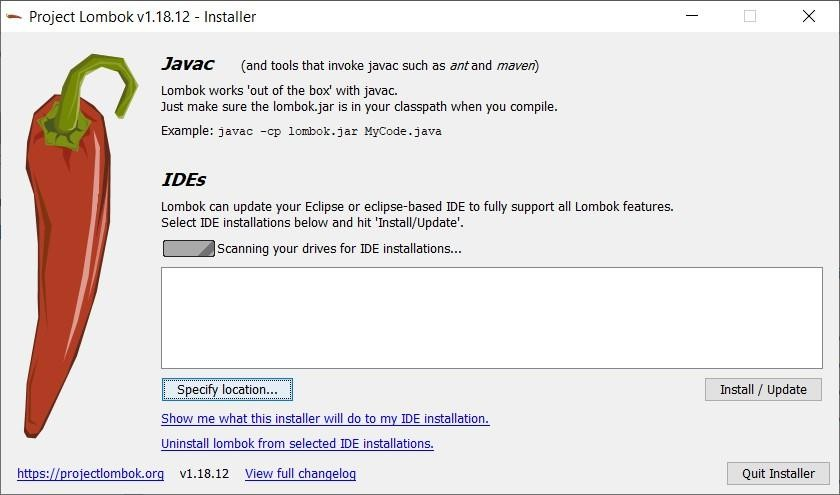 Project Lombok v1.18.12 - Installer
Javac (and tools that invoke javac such as ant and maven)
Lombok works 'out of the box' with javac.
Just make sure the lombok.jar is in your classpath when you compile.
Example: javac -cp lombok.jar MyCode.java
IDEs
Lombok can update your Eclipse or eclipse-based IDE to fully support all Lombok features.
Select IDE installations below and hit 'Install/Update'.
Scanning your drives for IDE installations...
Specify location... Install / Update
Show me what this installer will do to my IDE installation.
Uninstall lombok from selected IDE installations.
https://projectlombok.org v1.18.12 View full changelog Quit Installer